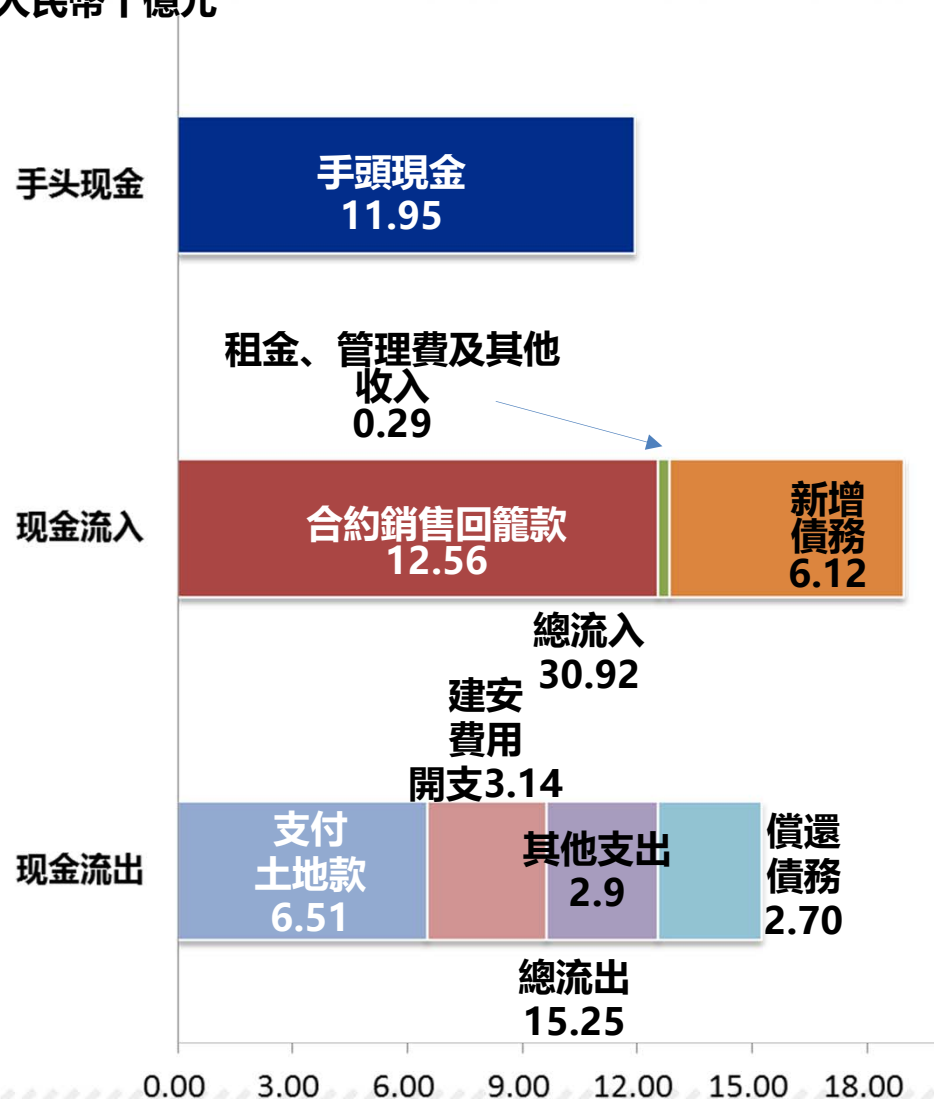 人民幣十億元
手头现金
手頭現金
11.95
租金、管理費及其他
收入
0.29
现金流入
合約銷售回籠款
12.56
新增
債務
6.12
總流入
30.92
建安
費用
開支3.14
现金流出
支付
土地款
6.51
其他支出
2.9
償還
債務
2.70
總流出
15.25
0.00 3.00 6.00 9.00 12.00 15.00 18.00